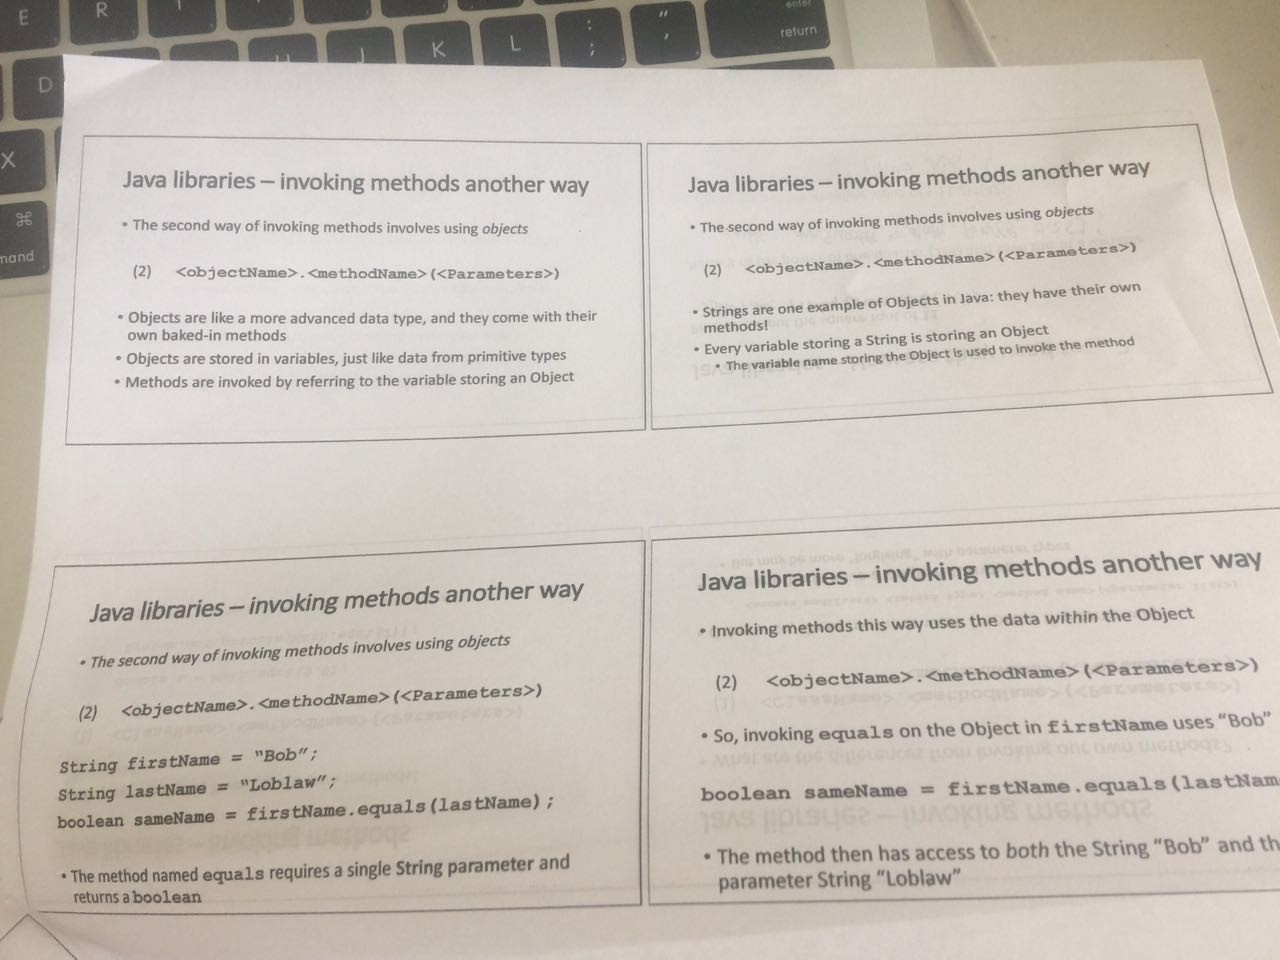 E
R
J
K
L
:
;
"
,
enter
return
D
X
⌘
mand
Java libraries – invoking methods another way
• The second way of invoking methods involves using objects
(2) <objectName>.<methodName>(<Parameters>)
• Objects are like a more advanced data type, and they come with their
own baked-in methods
• Objects are stored in variables, just like data from primitive types
• Methods are invoked by referring to the variable storing an Object
Java libraries – invoking methods another way
• The second way of invoking methods involves using objects
(2) <objectName>.<methodName>(<Parameters>)
• Strings are one example of Objects in Java: they have their own
methods!
• Every variable storing a String is storing an Object
• The variable name storing the Object is used to invoke the method
Java libraries – invoking methods another way
• The second way of invoking methods involves using objects
(2) <objectName>.<methodName>(<Parameters>)
String firstName = "Bob";
String lastName = "Loblaw";
boolean sameName = firstName.equals(lastName);
• The method named equals requires a single String parameter and
returns a boolean
Java libraries – invoking methods another way
• Invoking methods this way uses the data within the Object
(2) <objectName>.<methodName>(<Parameters>)
• So, invoking equals on the Object in firstName uses "Bob"
boolean sameName = firstName.equals(lastNam
• The method then has access to both the String "Bob" and th
parameter String "Loblaw"